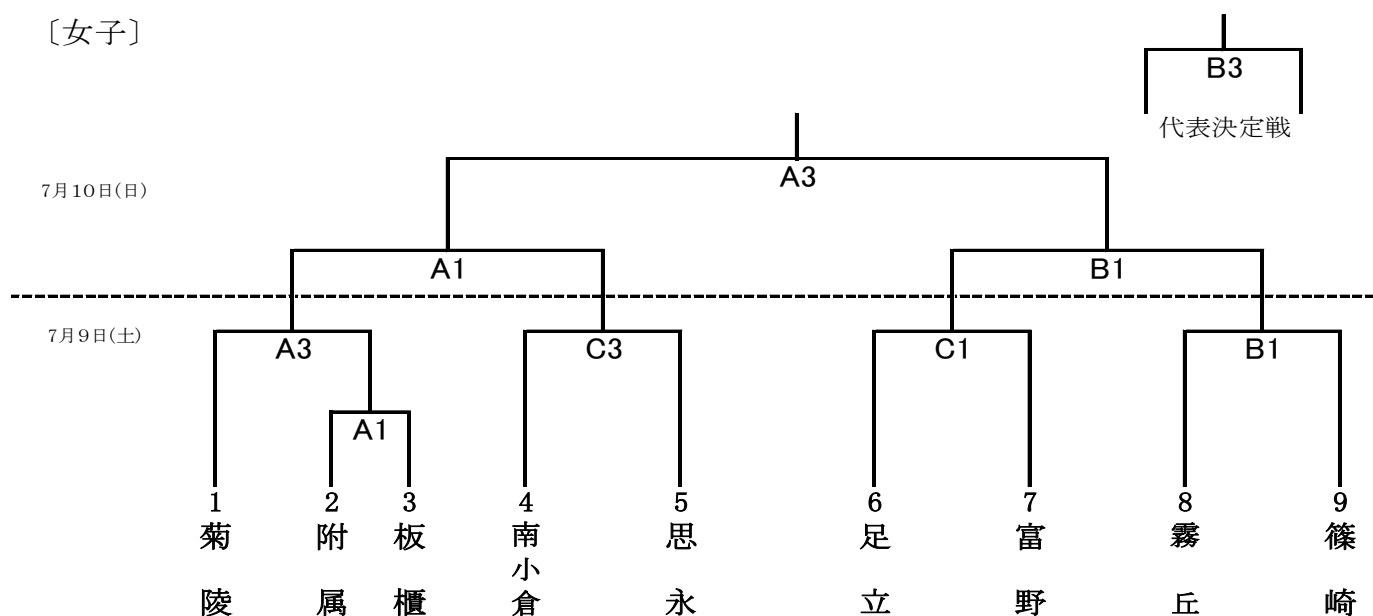 〔女子〕
B3
代表決定戦
A3
7月10日(日)
A1
B1
7月9日(土)
A3
C3
C1
B1
A1
1 2 3 4 5 6 7 8 9
菊陵
附属
板櫃
南小倉
思永
足立
富野
霧丘
篠崎